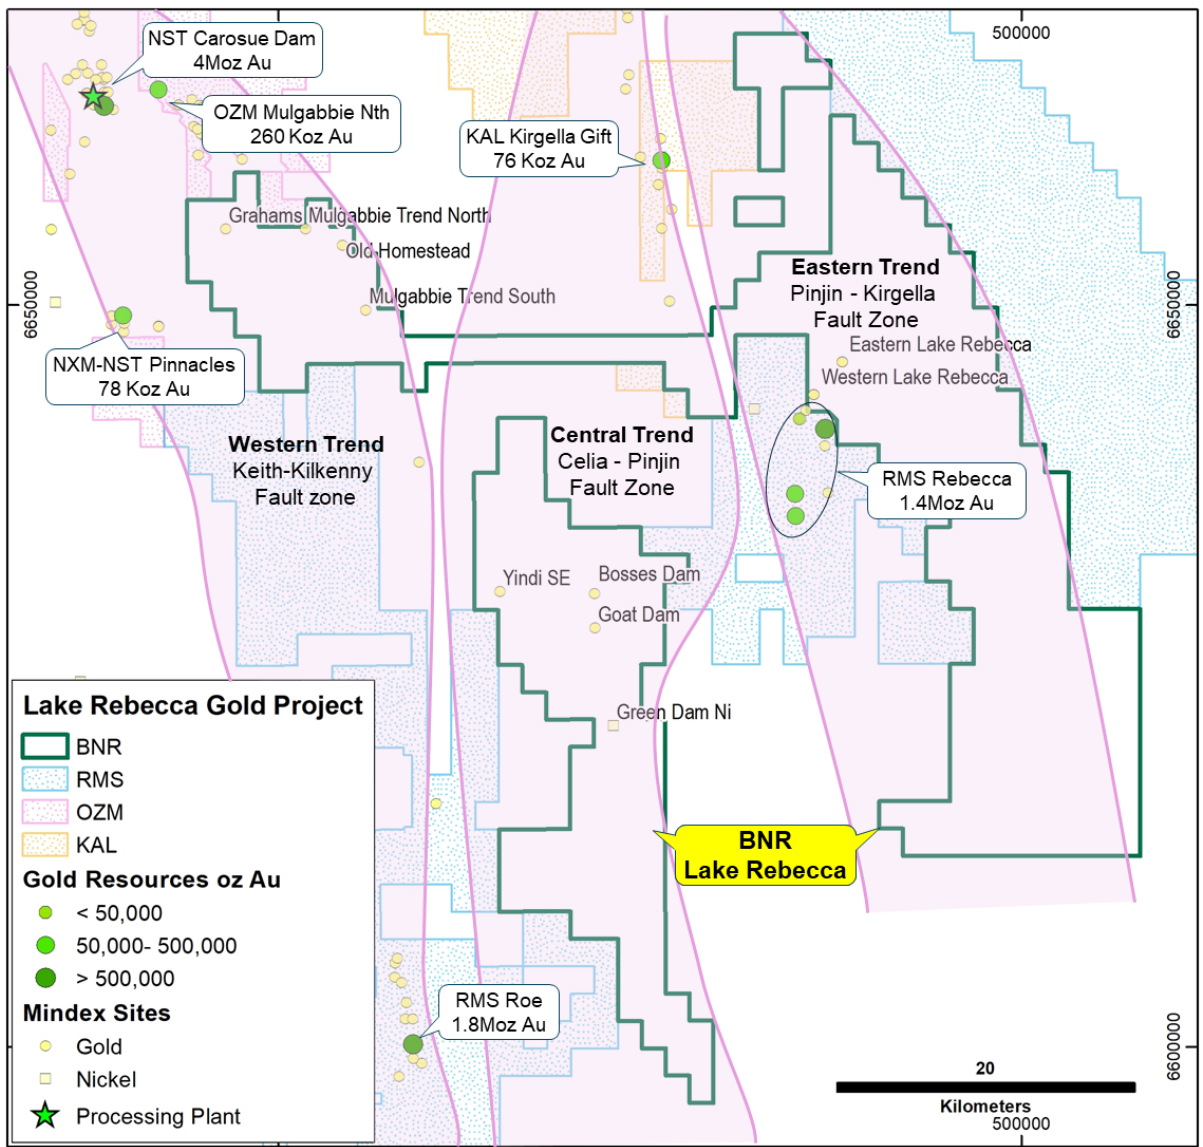 500000
NST Carosue Dam
4Moz Au
OZM Mulgabbie Nth
260 Koz Au
KAL Kirgella Gift
76 Koz Au
Grahams
Mulgabbie Trend North
Old Homestead
Mulgabbie Trend South
Eastern Trend
Pinjin - Kirgella
Fault Zone
6650000
6650000
Eastern Lake Rebecca
Western Lake Rebecca
NXM-NST Pinnacles
78 Koz Au
Western Trend
Keith-Kilkenny
Fault zone
Central Trend
Celia - Pinjin
Fault Zone
RMS Rebecca
1.4Moz Au
Yindi SE
Bosses Dam
Goat Dam
Green Dam Ni
BNR
Lake Rebecca
RMS Roe
1.8Moz Au
Lake Rebecca Gold Project
BNR
RMS
OZM
KAL
Gold Resources oz Au
< 50,000
50,000- 500,000
> 500,000
Mindex Sites
Gold
Nickel
Processing Plant
6600000
20
Kilometers
500000